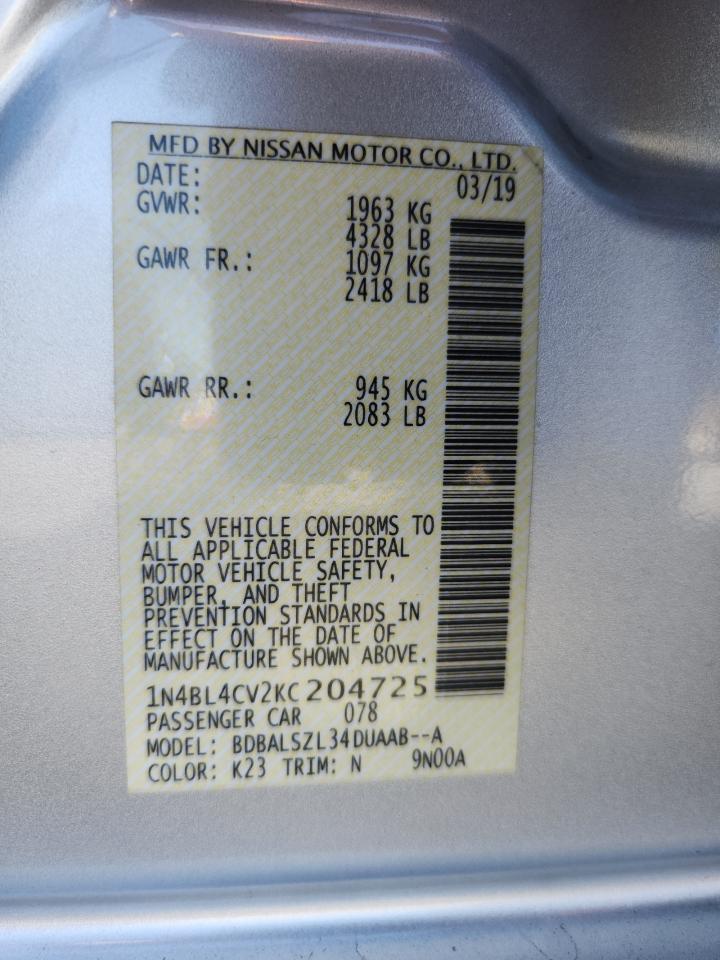 MFD BY NISSAN MOTOR CO., LTD.
DATE: 03/19
GVWR: 1963 KG
4328 LB
GAWR FR.: 1097 KG
2418 LB
GAWR RR.: 945 KG
2083 LB
THIS VEHICLE CONFORMS TO
ALL APPLICABLE FEDERAL
MOTOR VEHICLE SAFETY,
BUMPER, AND THEFT
PREVENTION STANDARDS IN
EFFECT ON THE DATE OF
MANUFACTURE SHOWN ABOVE.
1N4BL4CV2KC204725
PASSENGER CAR 078
MODEL: BDBALSZL34DUAAB--A
COLOR: K23 TRIM: N 9N00A